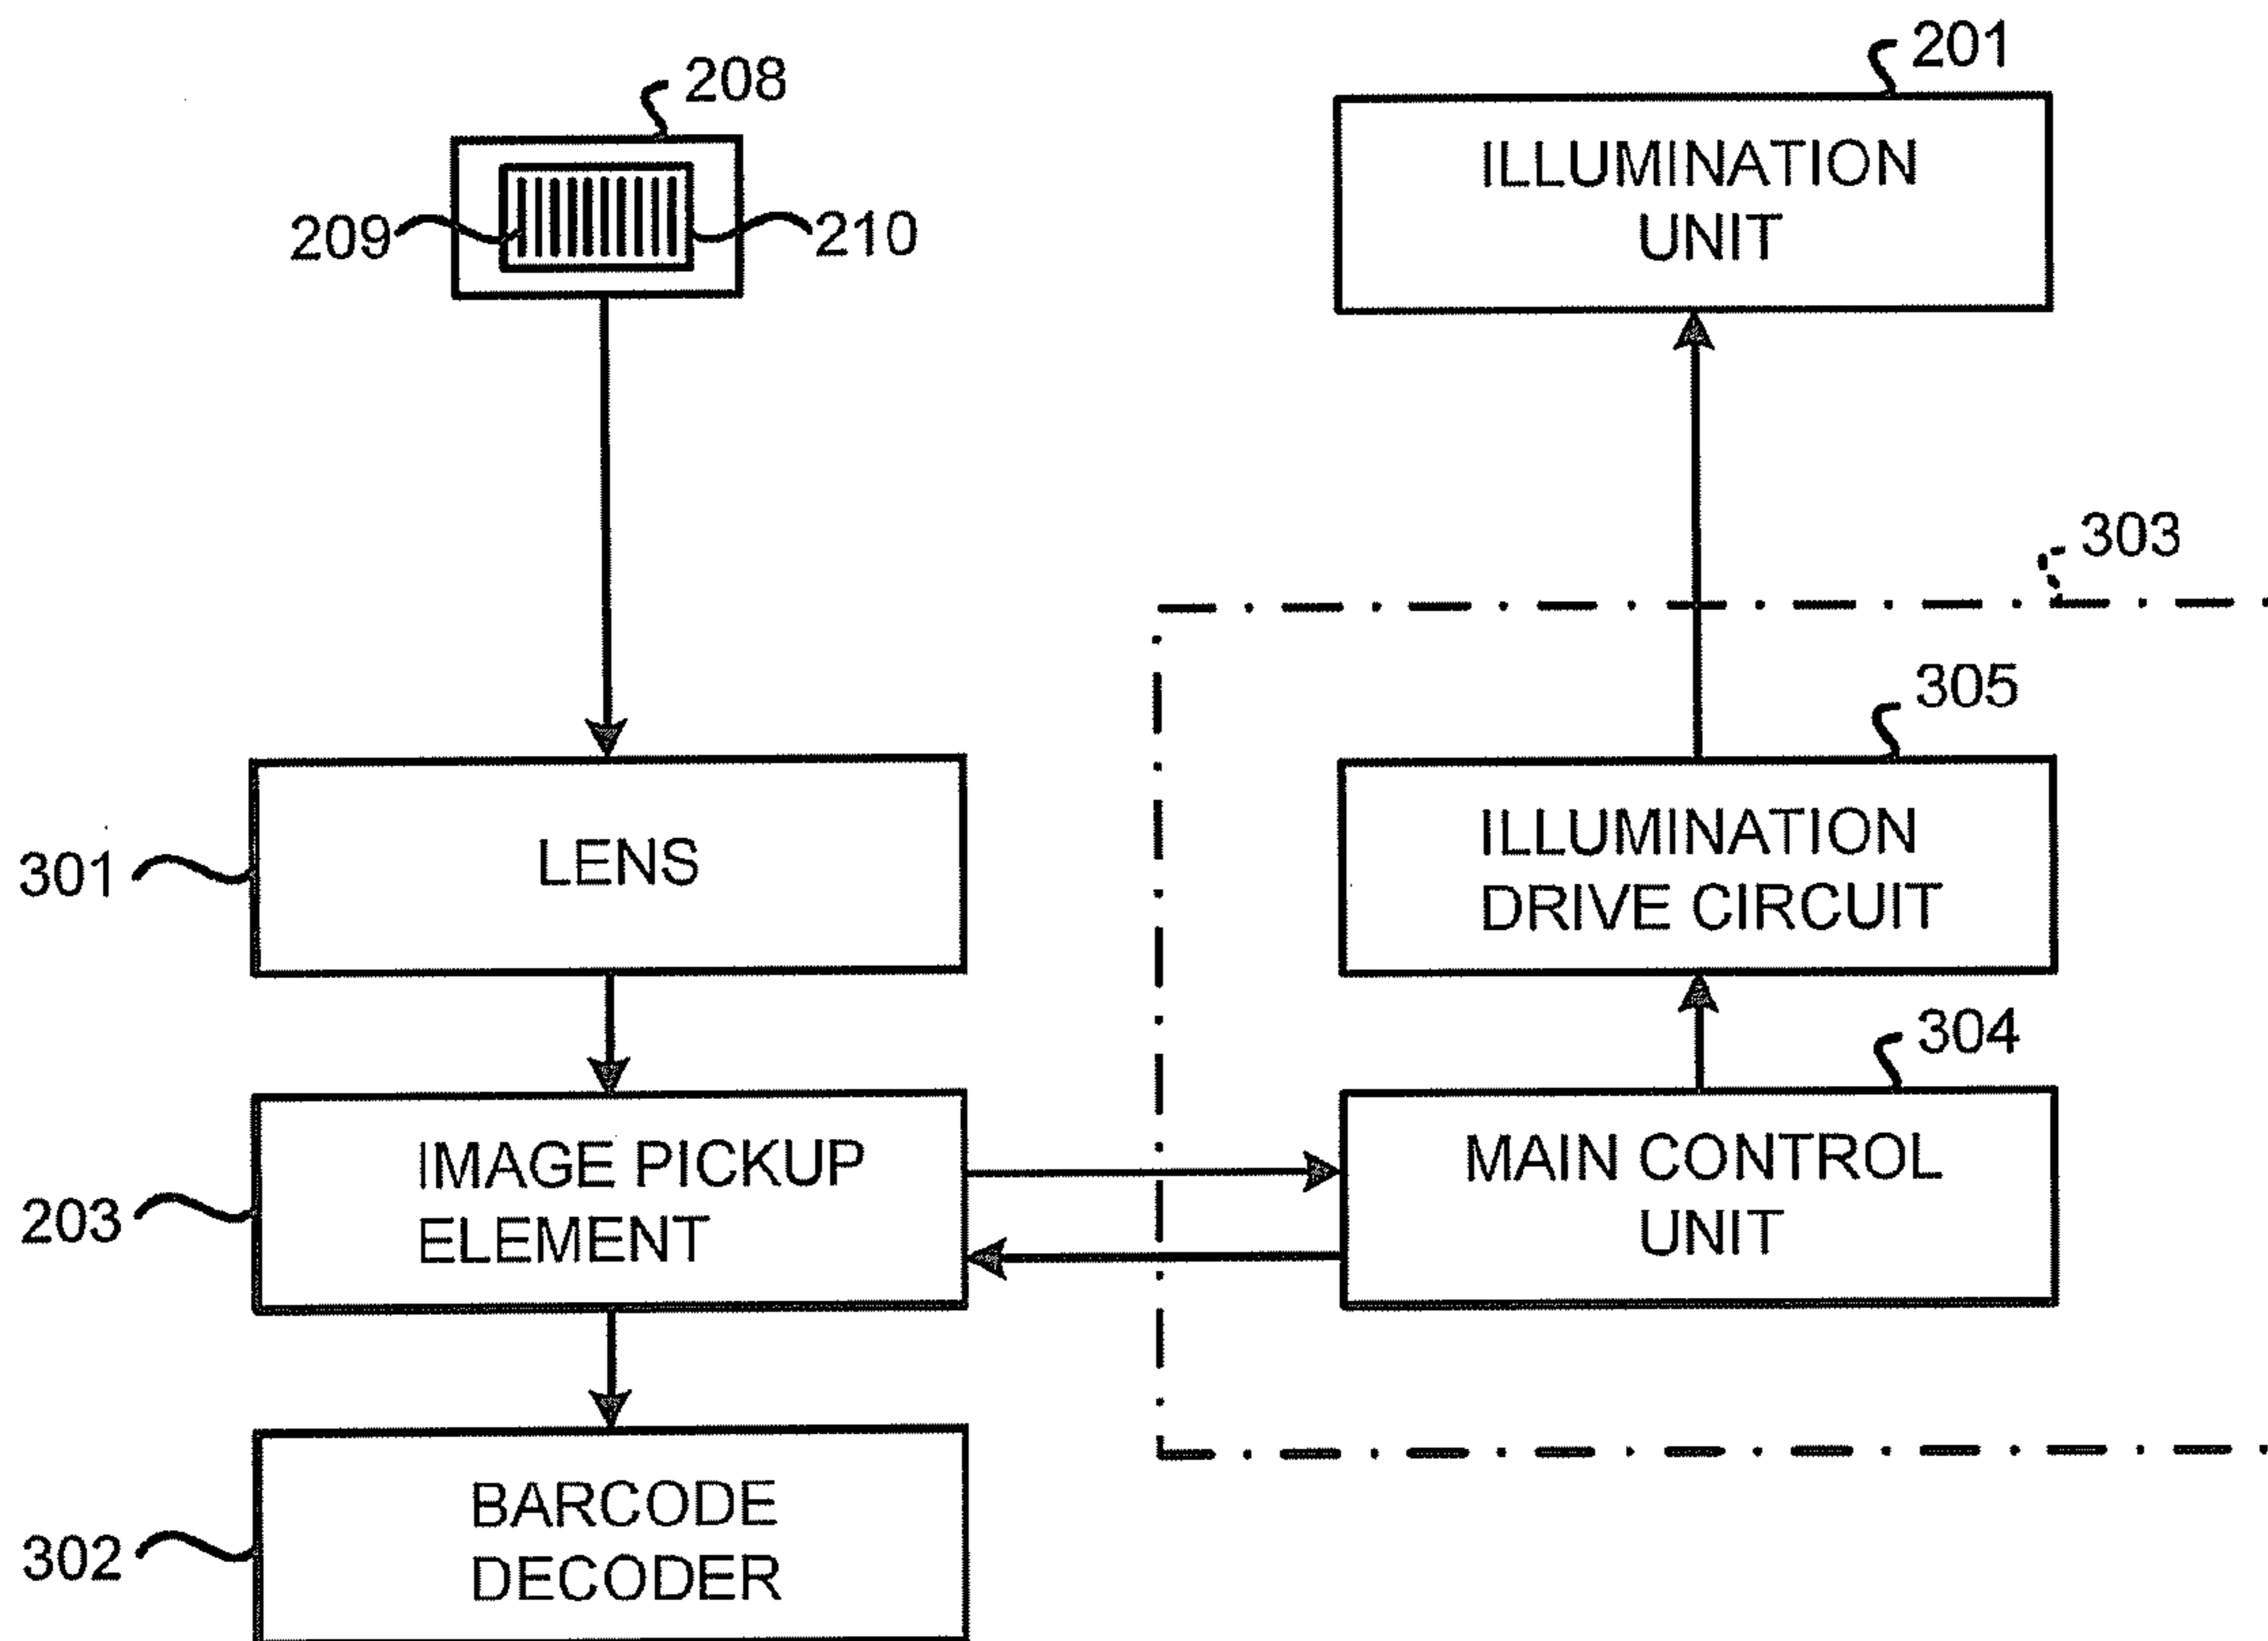 201
208
ILLUMINATION
UNIT
209
210
303
305
301
LENS
ILLUMINATION
DRIVE CIRCUIT
304
203
IMAGE PICKUP
ELEMENT
MAIN CONTROL
UNIT
302
BARCODE
DECODER